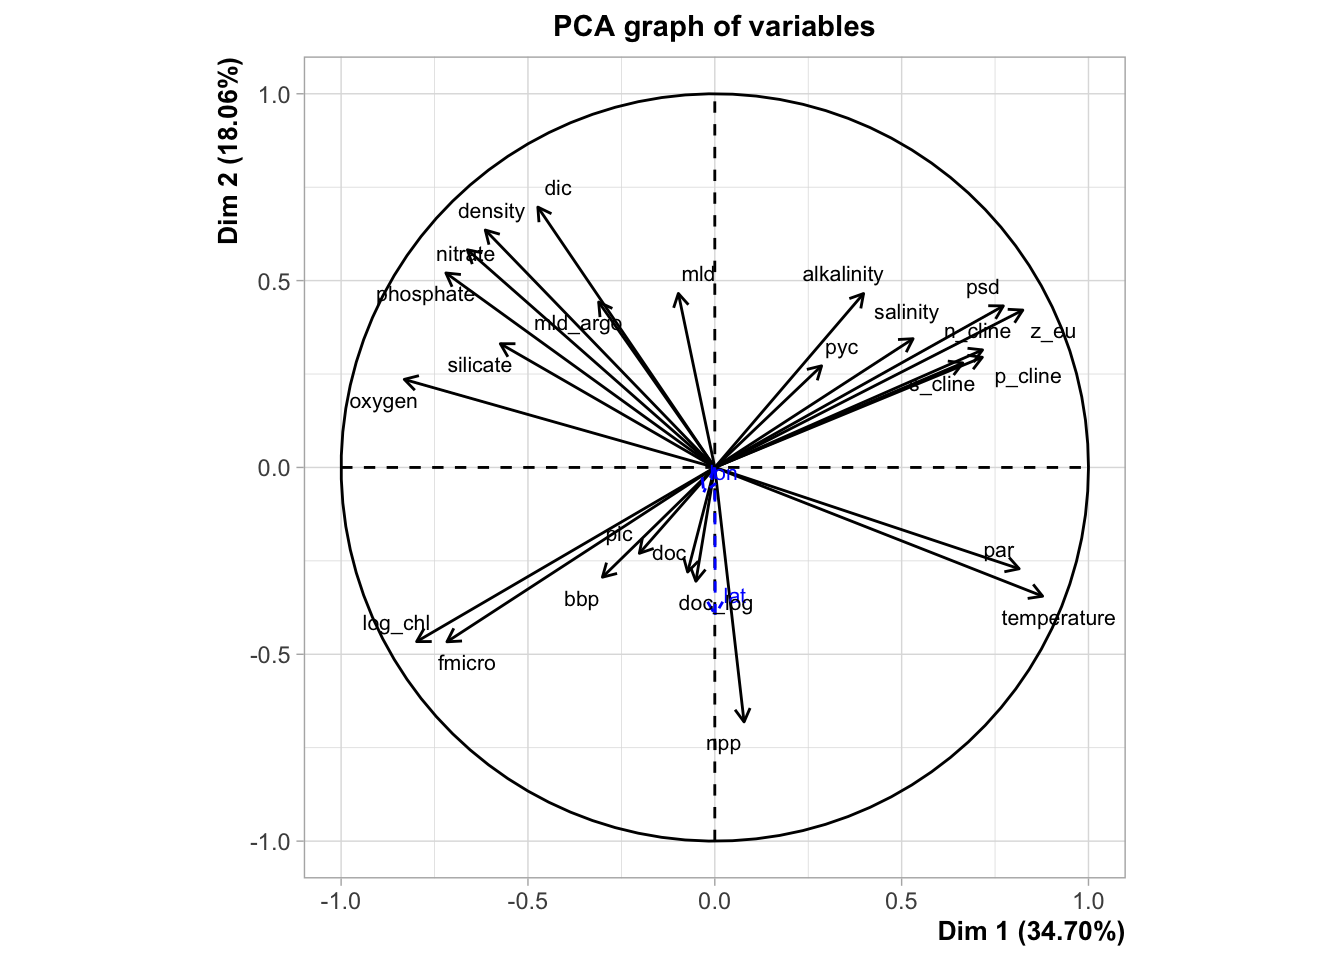 PCA graph of variables
Dim 2 (18.06%)
1.0
0.5
0.0
-0.5
-1.0
dic
density
nitrate
phosphate
mld_argo
silicate
oxygen
mld
alkalinity
psd
salinity
n_cline
z_eu
pyc
p_cline
s_cline
lon
pic
doc
par
bbp
doc_log
lat
temperature
log_chl
fmicro
npp
-1.0
-0.5
0.0
0.5
1.0
Dim 1 (34.70%)